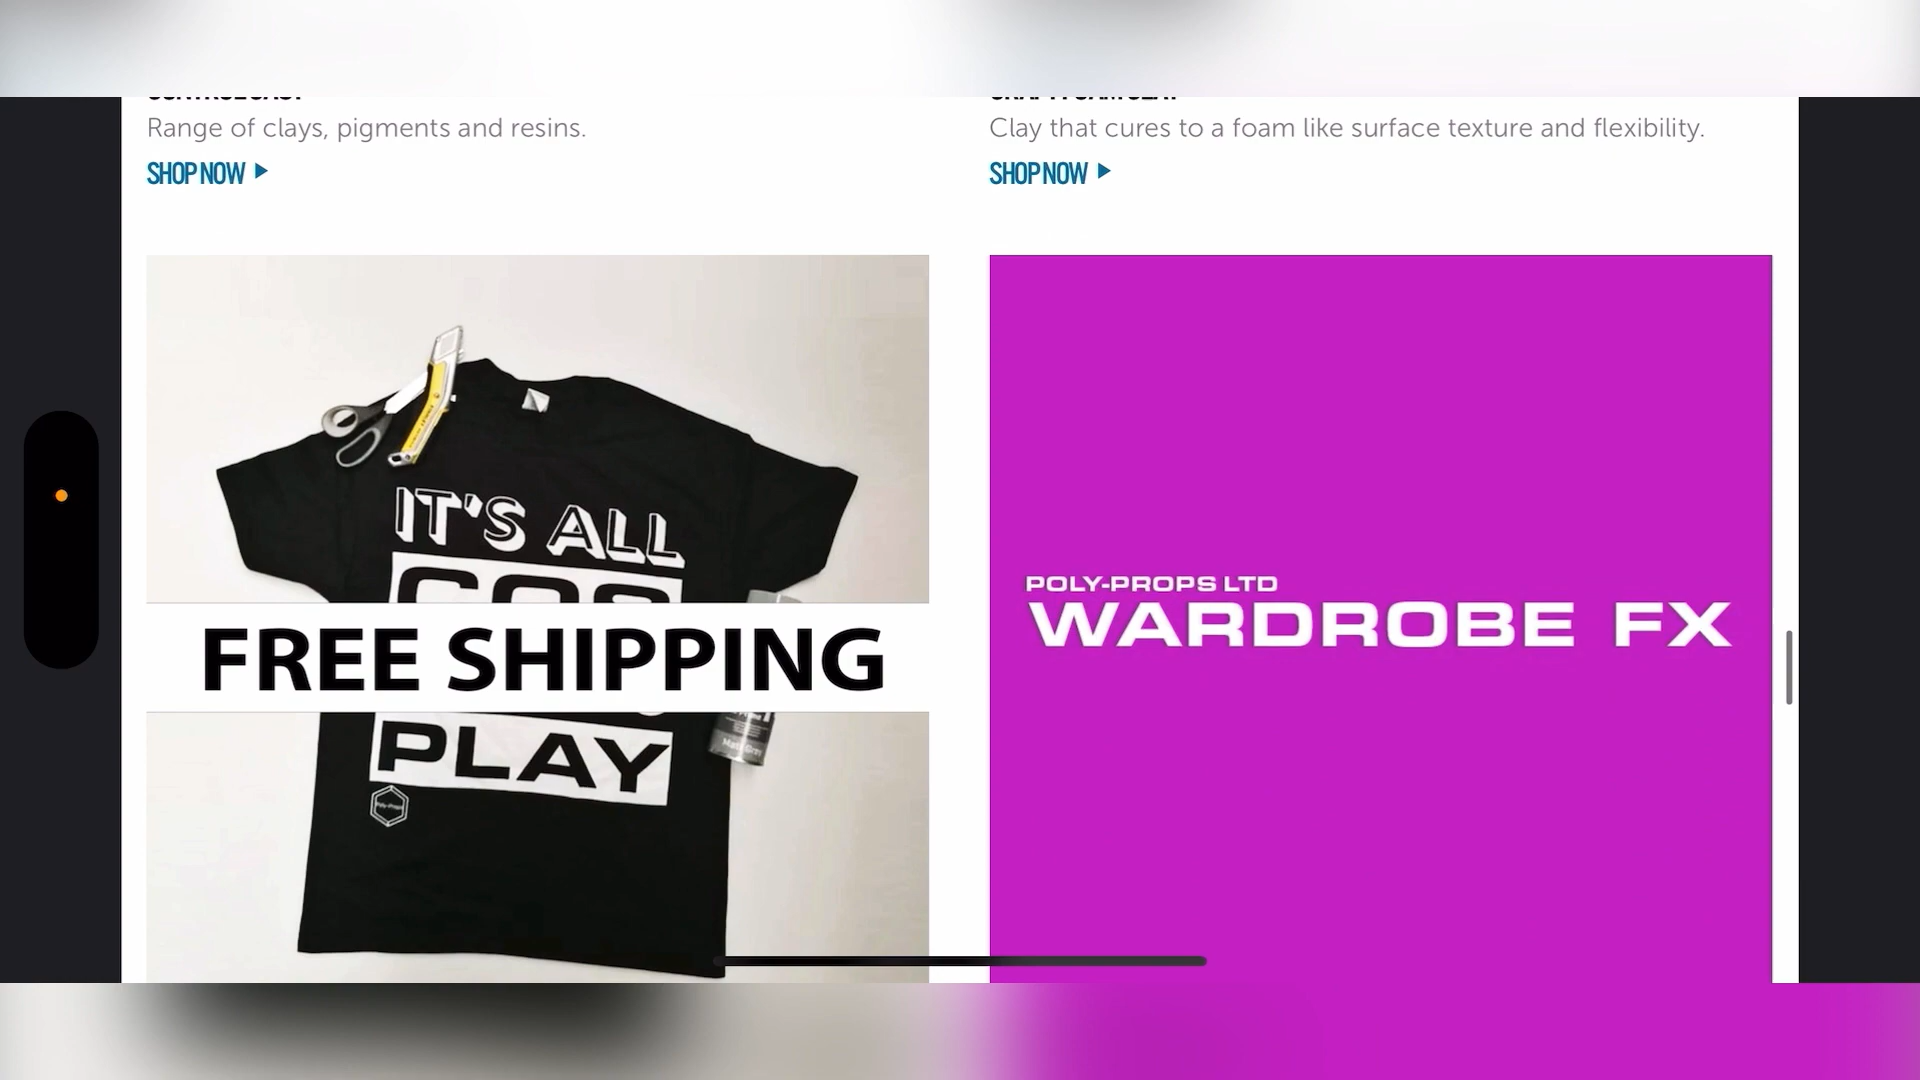 Range of clays, pigments and resins.
SHOP NOW
Clay that cures to a foam like surface texture and flexibility.
SHOP NOW
IT'S ALL
COS
FREE SHIPPING
PLAY
POLY-PROPS LTD
WARDROBE FX